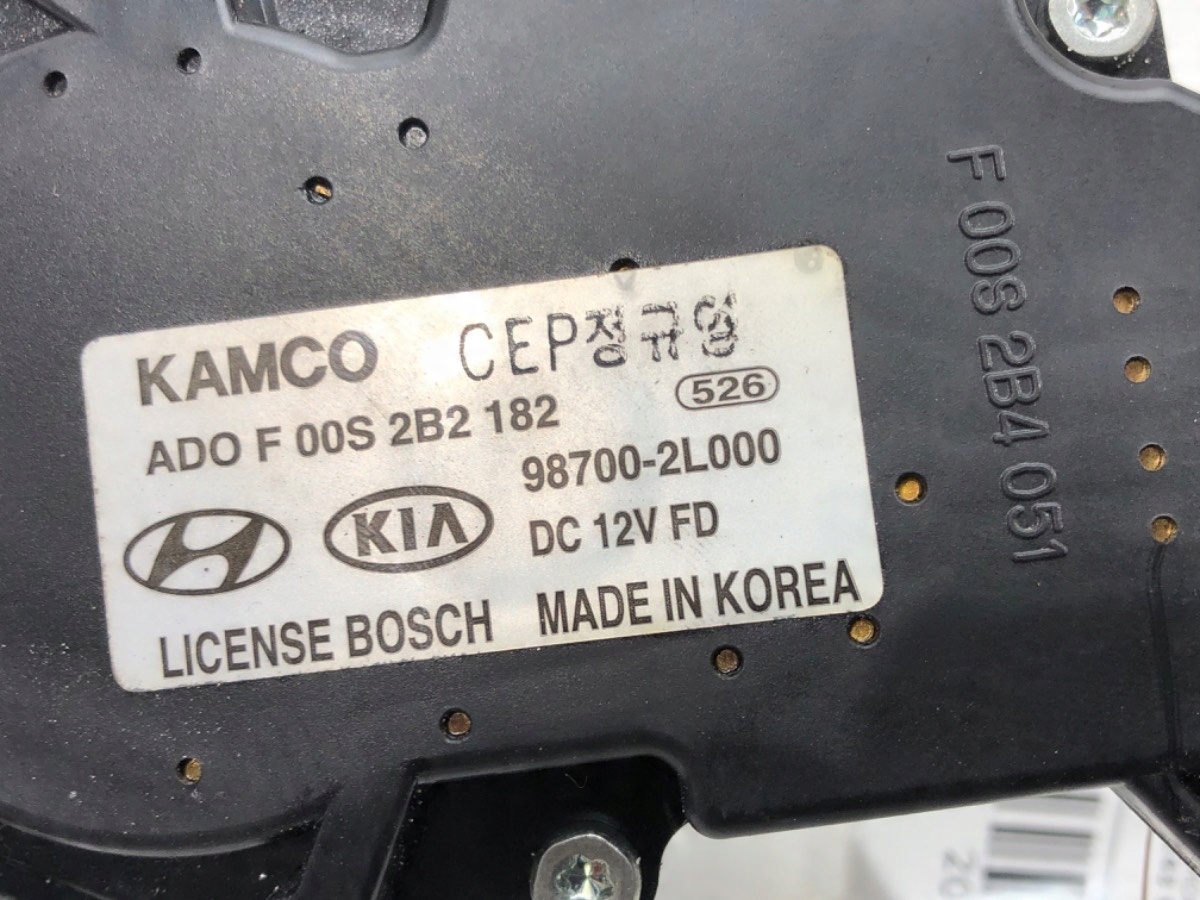 KAMCO CEP정규영
526
ADO F 00S 2B2 182
98700-2L000
KIA
DC 12V FD
LICENSE BOSCH MADE IN KOREA
F 00S 2B4 051
20